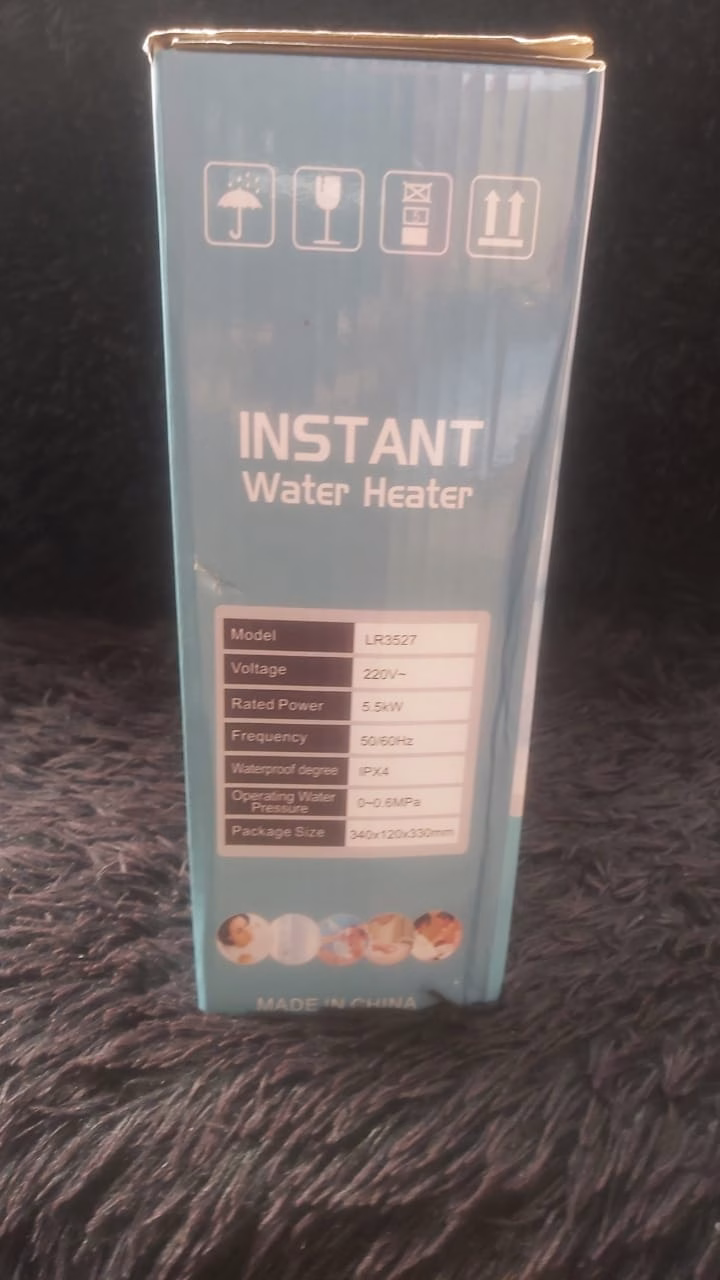 5
INSTANT
Water Heater
Model LR3527
Voltage 220V~
Rated Power 5.5kW
Frequency 50/60Hz
Waterproof degree IPX4
Operating Water
Pressure 0~0.6MPa
Package Size 340x120x330mm
MADE IN CHINA